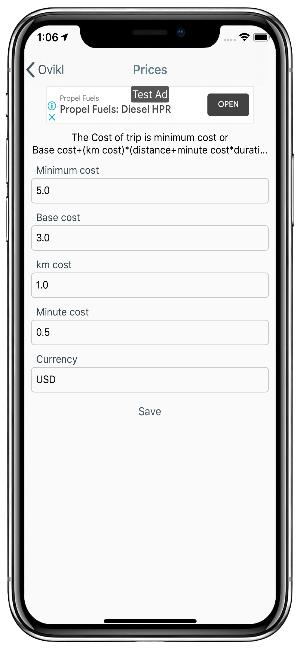 1:06
Ovikl
Prices
Test Ad
Propel Fuels
Propel Fuels: Diesel HPR
OPEN
The Cost of trip is minimum cost or
Base cost+(km cost)*(distance+minute cost*durati...
Minimum cost
5.0
Base cost
3.0
km cost
1.0
Minute cost
0.5
Currency
USD
Save